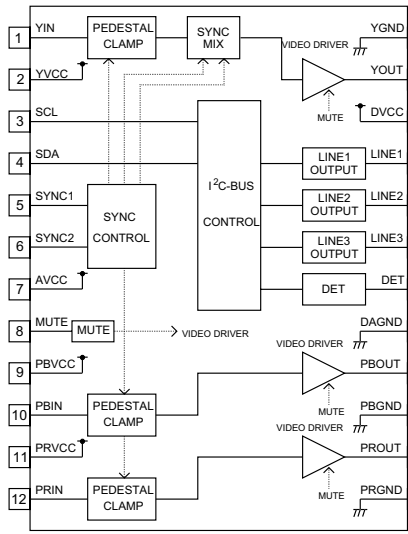 1 YIN PEDESTAL CLAMP SYNC MIX VIDEO DRIVER YGND
2 YVCC YOUT
MUTE DVCC
3 SCL
4 SDA I²C-BUS CONTROL LINE1 OUTPUT LINE1
5 SYNC1 SYNC CONTROL LINE2 OUTPUT LINE2
6 SYNC2 LINE3 OUTPUT LINE3
7 AVCC DET DET
8 MUTE MUTE VIDEO DRIVER DAGND
VIDEO DRIVER
9 PBVCC PBOUT
MUTE
10 PBIN PEDESTAL CLAMP PBGND
VIDEO DRIVER
11 PRVCC PROUT
MUTE
12 PRIN PEDESTAL CLAMP PRGND